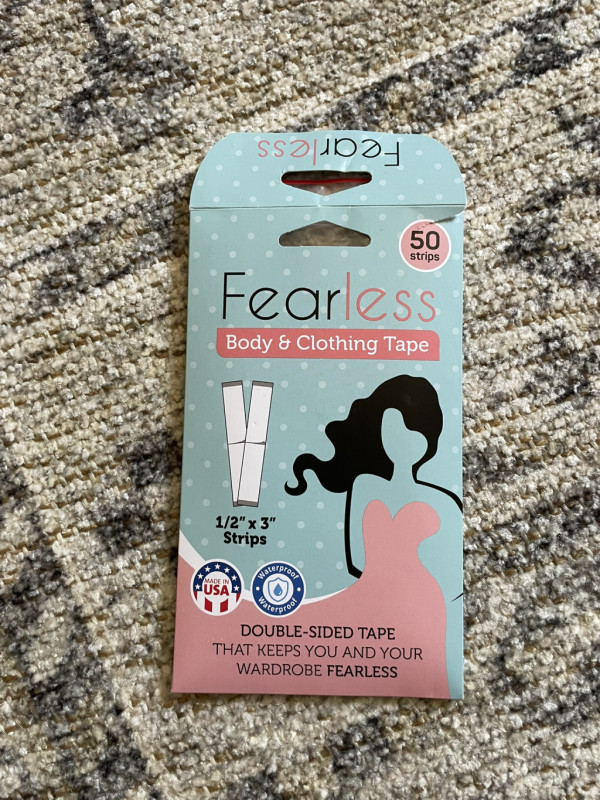 Fearless
50
strips
Fearless
Body & Clothing Tape
1/2" x 3"
Strips
MADE IN
USA
Waterproof
Waterproof
DOUBLE-SIDED TAPE
THAT KEEPS YOU AND YOUR
WARDROBE FEARLESS